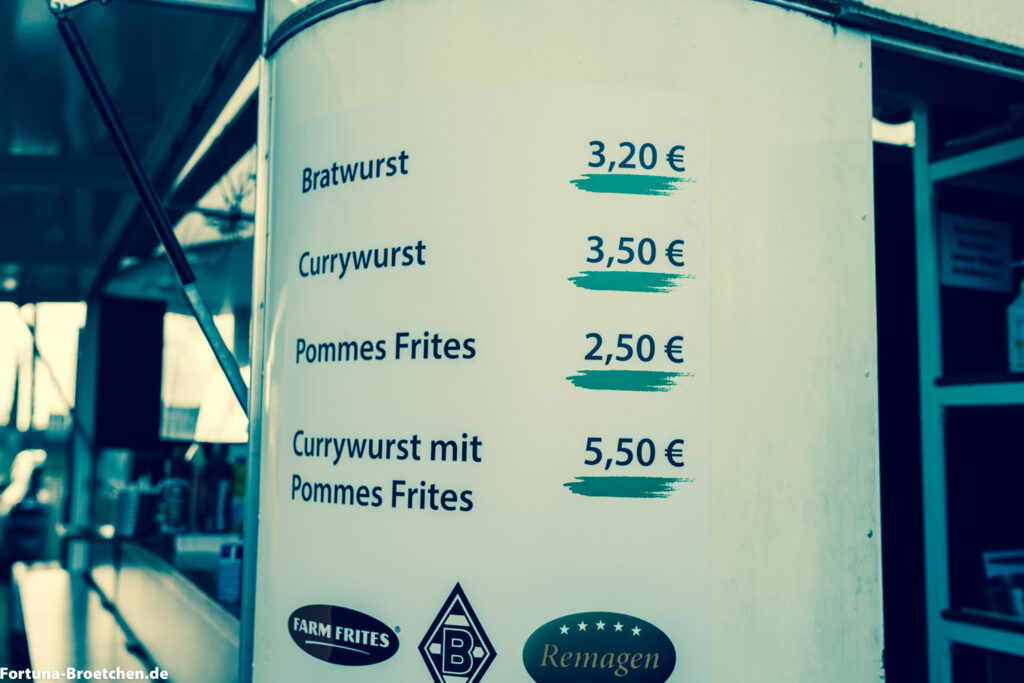 Bratwurst 3,20 €
Currywurst 3,50 €
Pommes Frites 2,50 €
Currywurst mit 5,50 €
Pommes Frites
FARM FRITES ®
B
Remagen
Fortuna-Broetchen.de